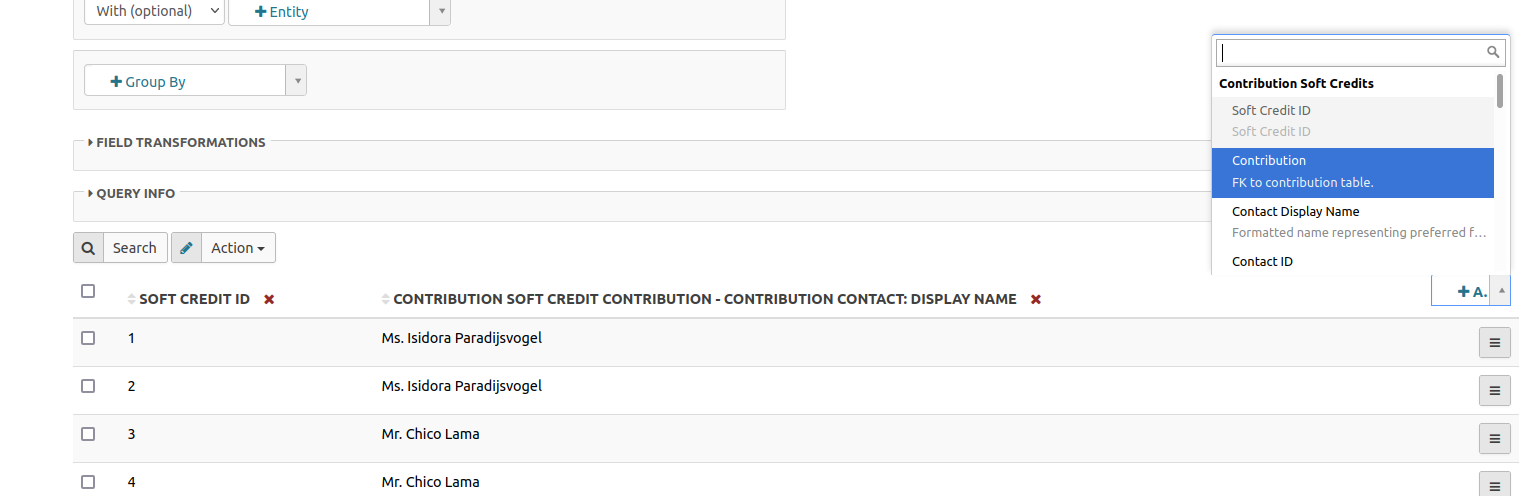 With (optional)
Entity
Group By
FIELD TRANSFORMATIONS
QUERY INFO
Search
Action
Contribution Soft Credits
Soft Credit ID
Soft Credit ID
Contribution
FK to contribution table.
Contact Display Name
Formatted name representing preferred f...
Contact ID
A.
SOFT CREDIT ID
CONTRIBUTION SOFT CREDIT CONTRIBUTION - CONTRIBUTION CONTACT: DISPLAY NAME
1 Ms. Isidora Paradijsvogel
2 Ms. Isidora Paradijsvogel
3 Mr. Chico Lama
4 Mr. Chico Lama